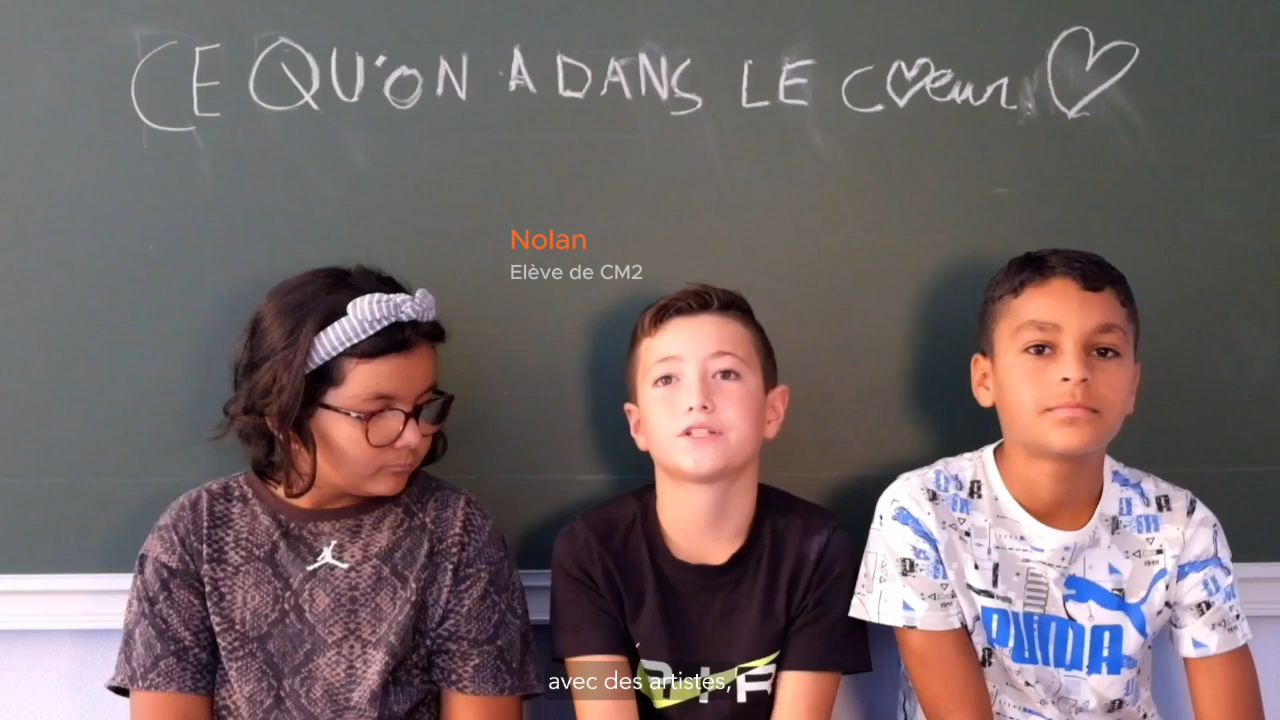 CE QU'ON A DANS LE cœur
Nolan
Elève de CM2
PUMA
avec des artistes,